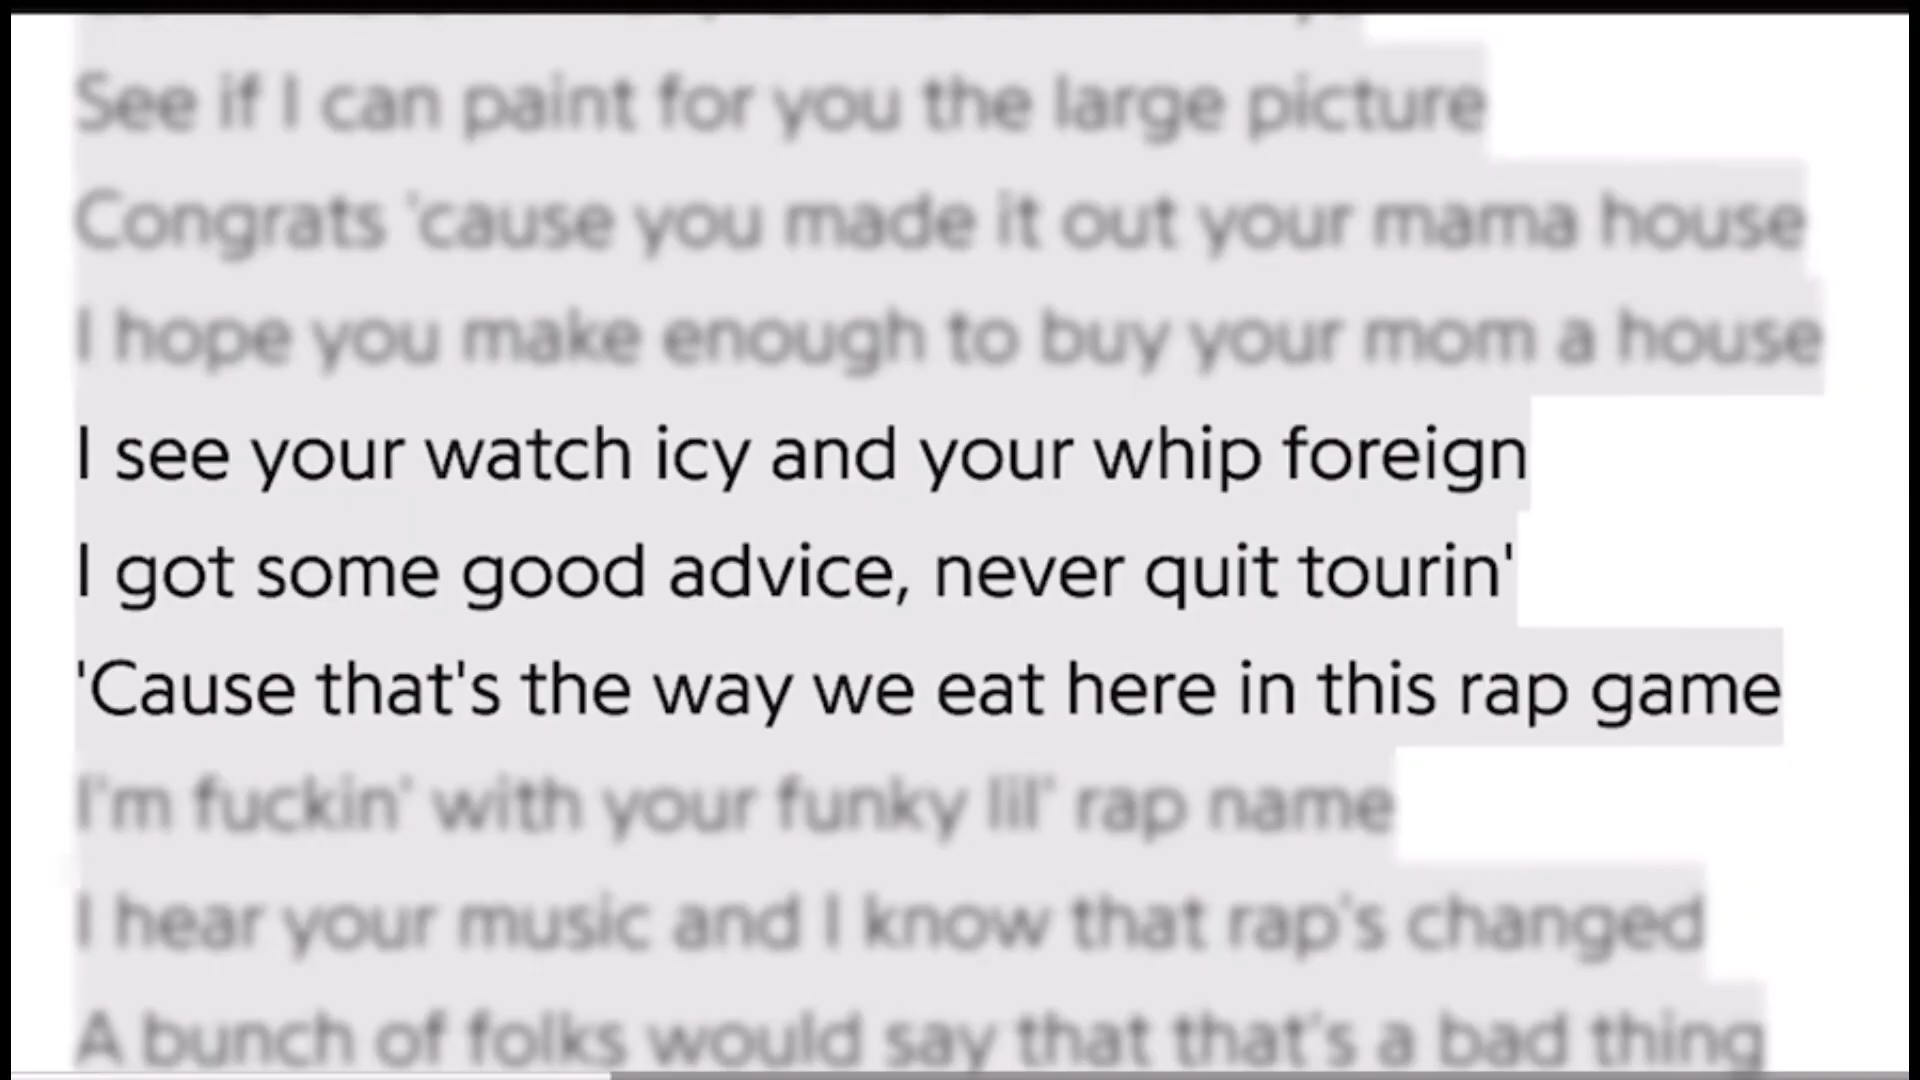 See if I can paint for you the large picture
Congrats 'cause you made it out your mama house
I hope you make enough to buy your mom a house
I see your watch icy and your whip foreign
I got some good advice, never quit tourin'
'Cause that's the way we eat here in this rap game
I'm fuckin' with your funky lil' rap name
I hear your music and I know that rap's changed
A bunch of folks would say that that's a bad thing